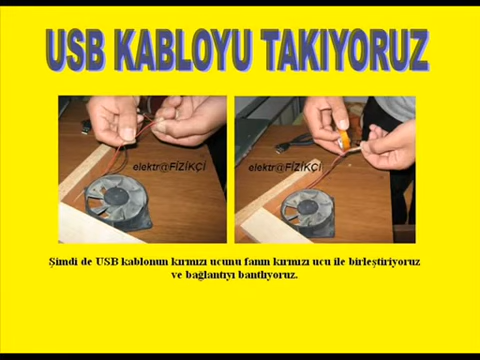 USB KABLOYU TAKIYORUZ
elektr@FİZİKÇİ
elektr@FİZİKÇİ
Şimdi de USB kablonun kırmızı ucunu fanın kırmızı ucu ile birleştiriyoruz
ve bağlantıyı bantlıyoruz.